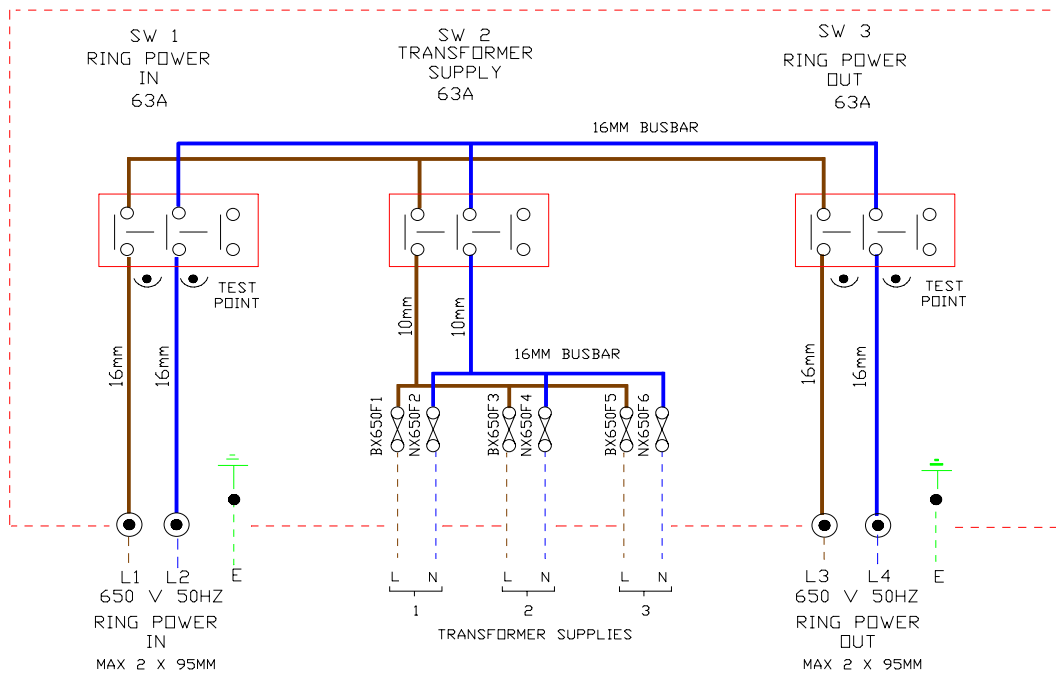 SW 1
RING POWER
IN
63A
SW 2
TRANSFORMER
SUPPLY
63A
SW 3
RING POWER
OUT
63A
16MM BUSBAR
TEST
POINT
TEST
POINT
16mm
16mm
10mm
10mm
16mm
16mm
16MM BUSBAR
BX650F1
NX650F2
BX650F3
NX650F4
BX650F5
NX650F6
L1 L2 E
650 V 50HZ
RING POWER
IN
MAX 2 X 95MM
L N L N L N
1 2 3
TRANSFORMER SUPPLIES
L3 L4 E
650 V 50HZ
RING POWER
OUT
MAX 2 X 95MM